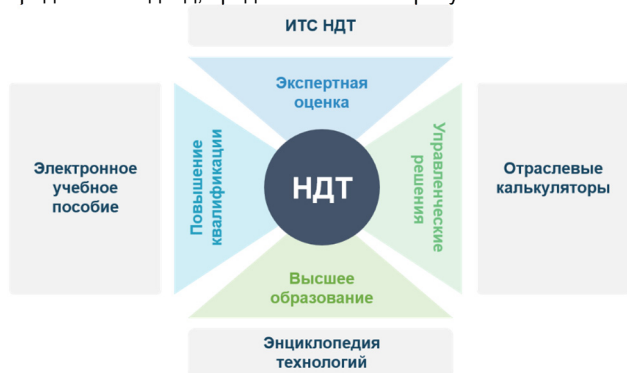 ИТС НДТ
Экспертная
оценка
Электронное
учебное
пособие
Повышение
квалификации
НДТ
Управленческие
решения
Отраслевые
калькуляторы
Высшее
образование
Энциклопедия
технологий